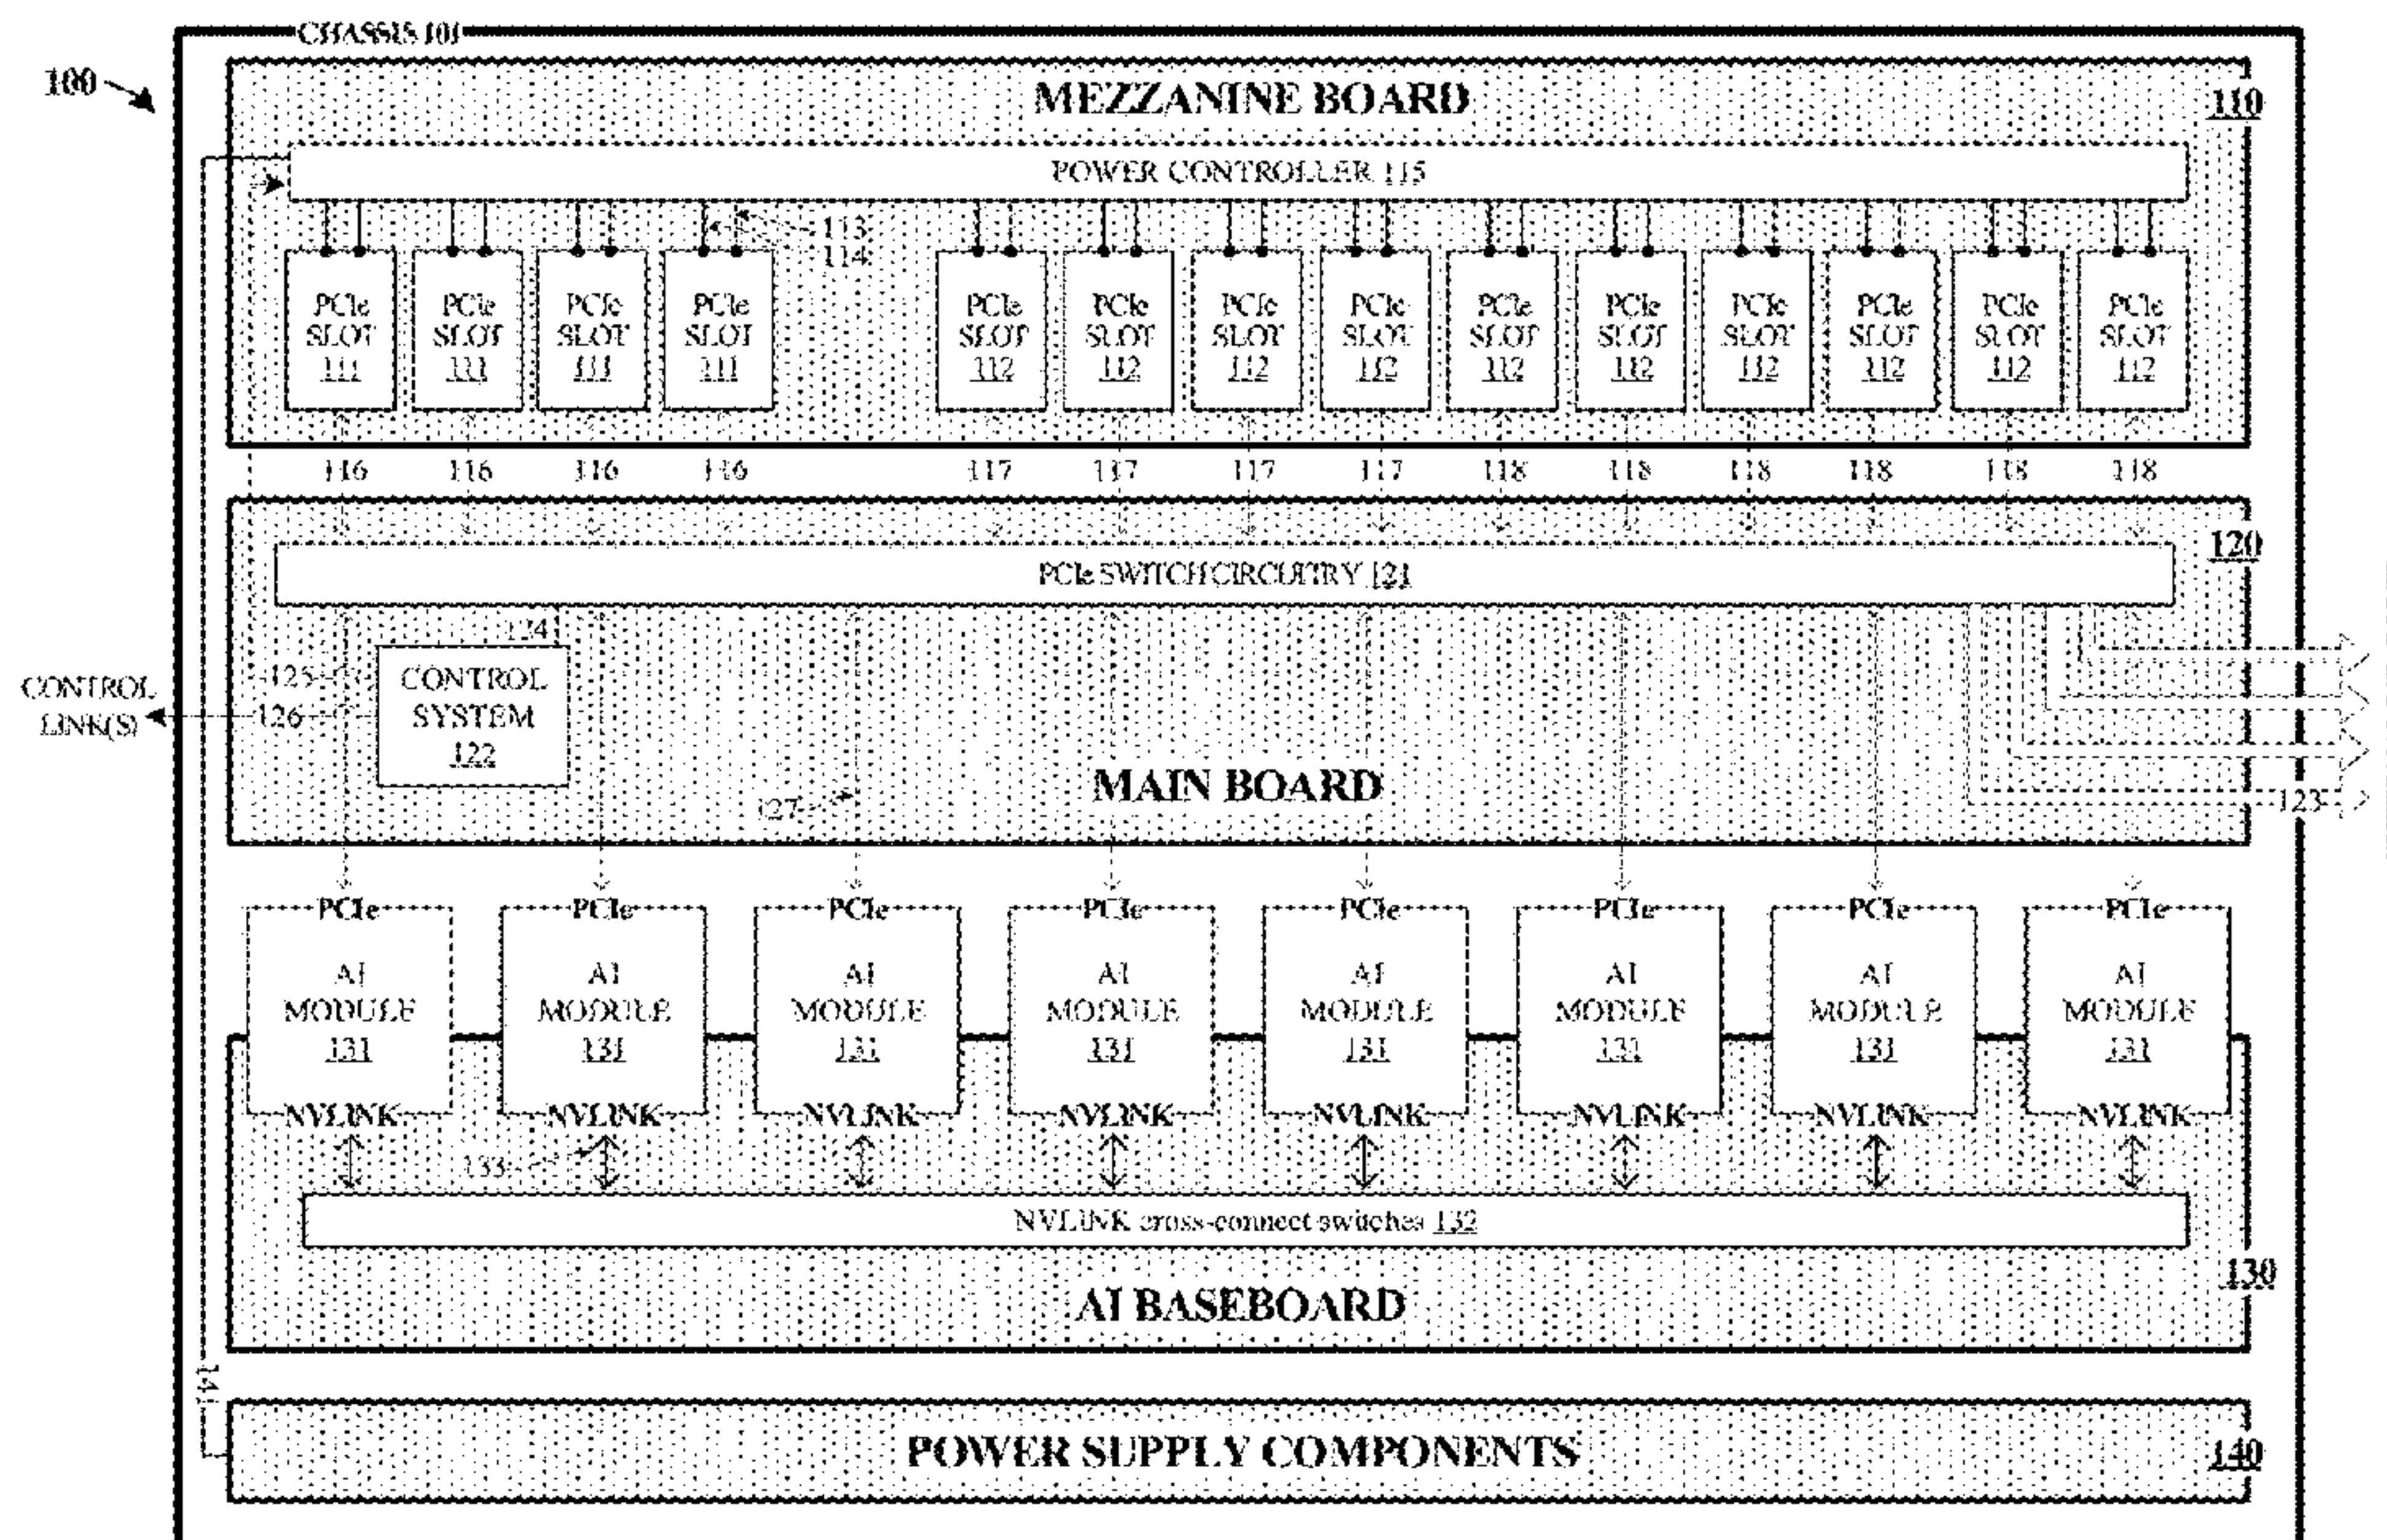 CHASSIS 101
100
MEZZANINE BOARD
110
POWER CONTROLLER 115
113
114
PCIe SLOT 111
PCIe SLOT 111
PCIe SLOT 111
PCIe SLOT 111
PCIe SLOT 112
PCIe SLOT 112
PCIe SLOT 112
PCIe SLOT 112
PCIe SLOT 112
PCIe SLOT 112
PCIe SLOT 112
PCIe SLOT 112
PCIe SLOT 112
PCIe SLOT 112
116 116 116 116 117 117 117 117 118 118 118 118 118 118
120
PCIe SWITCH CIRCUITRY 121
124
125
126
CONTROL
SYSTEM
122
CONTROL
LINK(S)
MAIN BOARD
127
123
PCIe PCIe PCIe PCIe PCIe PCIe PCIe PCIe
AI MODULE 131
AI MODULE 131
AI MODULE 131
AI MODULE 131
AI MODULE 131
AI MODULE 131
AI MODULE 131
AI MODULE 131
NVLINK NVLINK NVLINK NVLINK NVLINK NVLINK NVLINK NVLINK
133
NVLINK cross-connect switches 132
130
AI BASEBOARD
141
POWER SUPPLY COMPONENTS
140